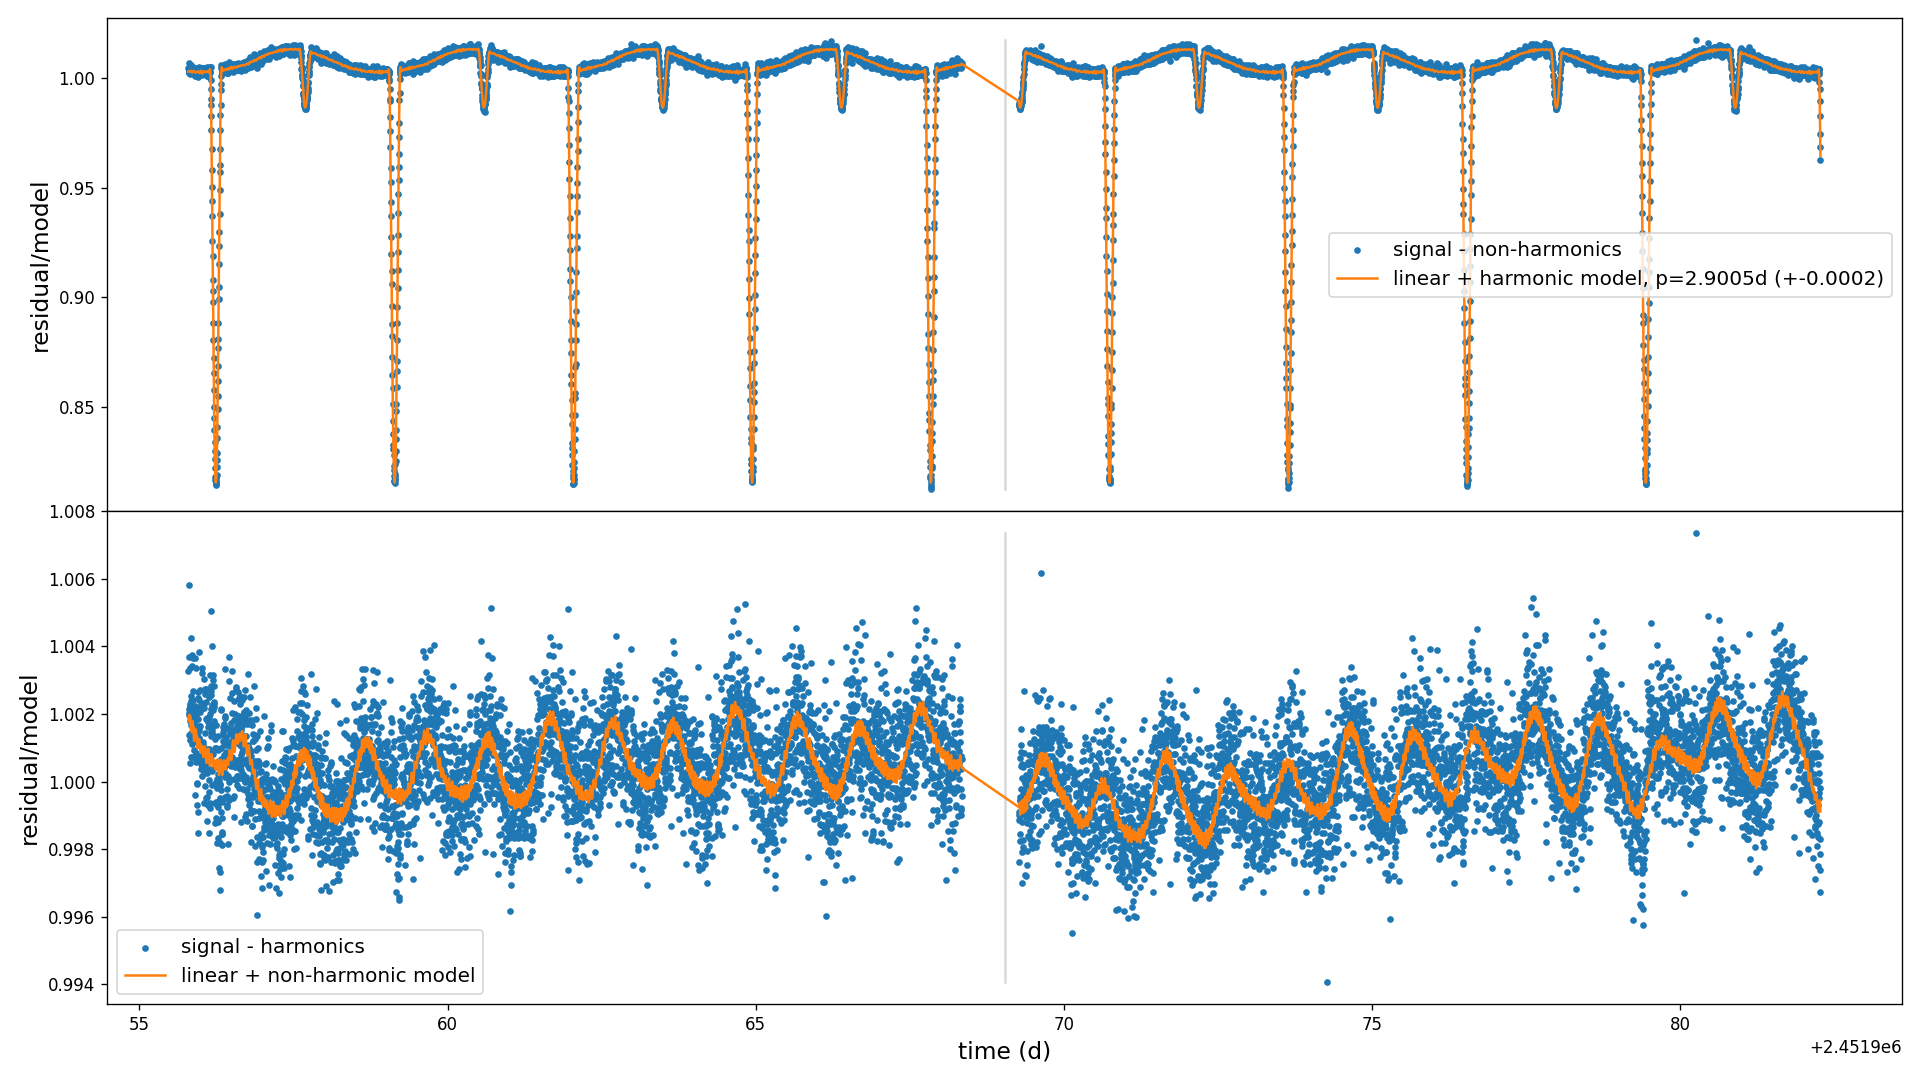 1.00
0.95
0.90
0.85
residual/model
signal - non-harmonics
linear + harmonic model, p=2.9005d (+-0.0002)
1.008
1.006
1.004
1.002
1.000
0.998
0.996
0.994
residual/model
signal - harmonics
linear + non-harmonic model
55 60 65 70 75 80
time (d)
+2.4519e6